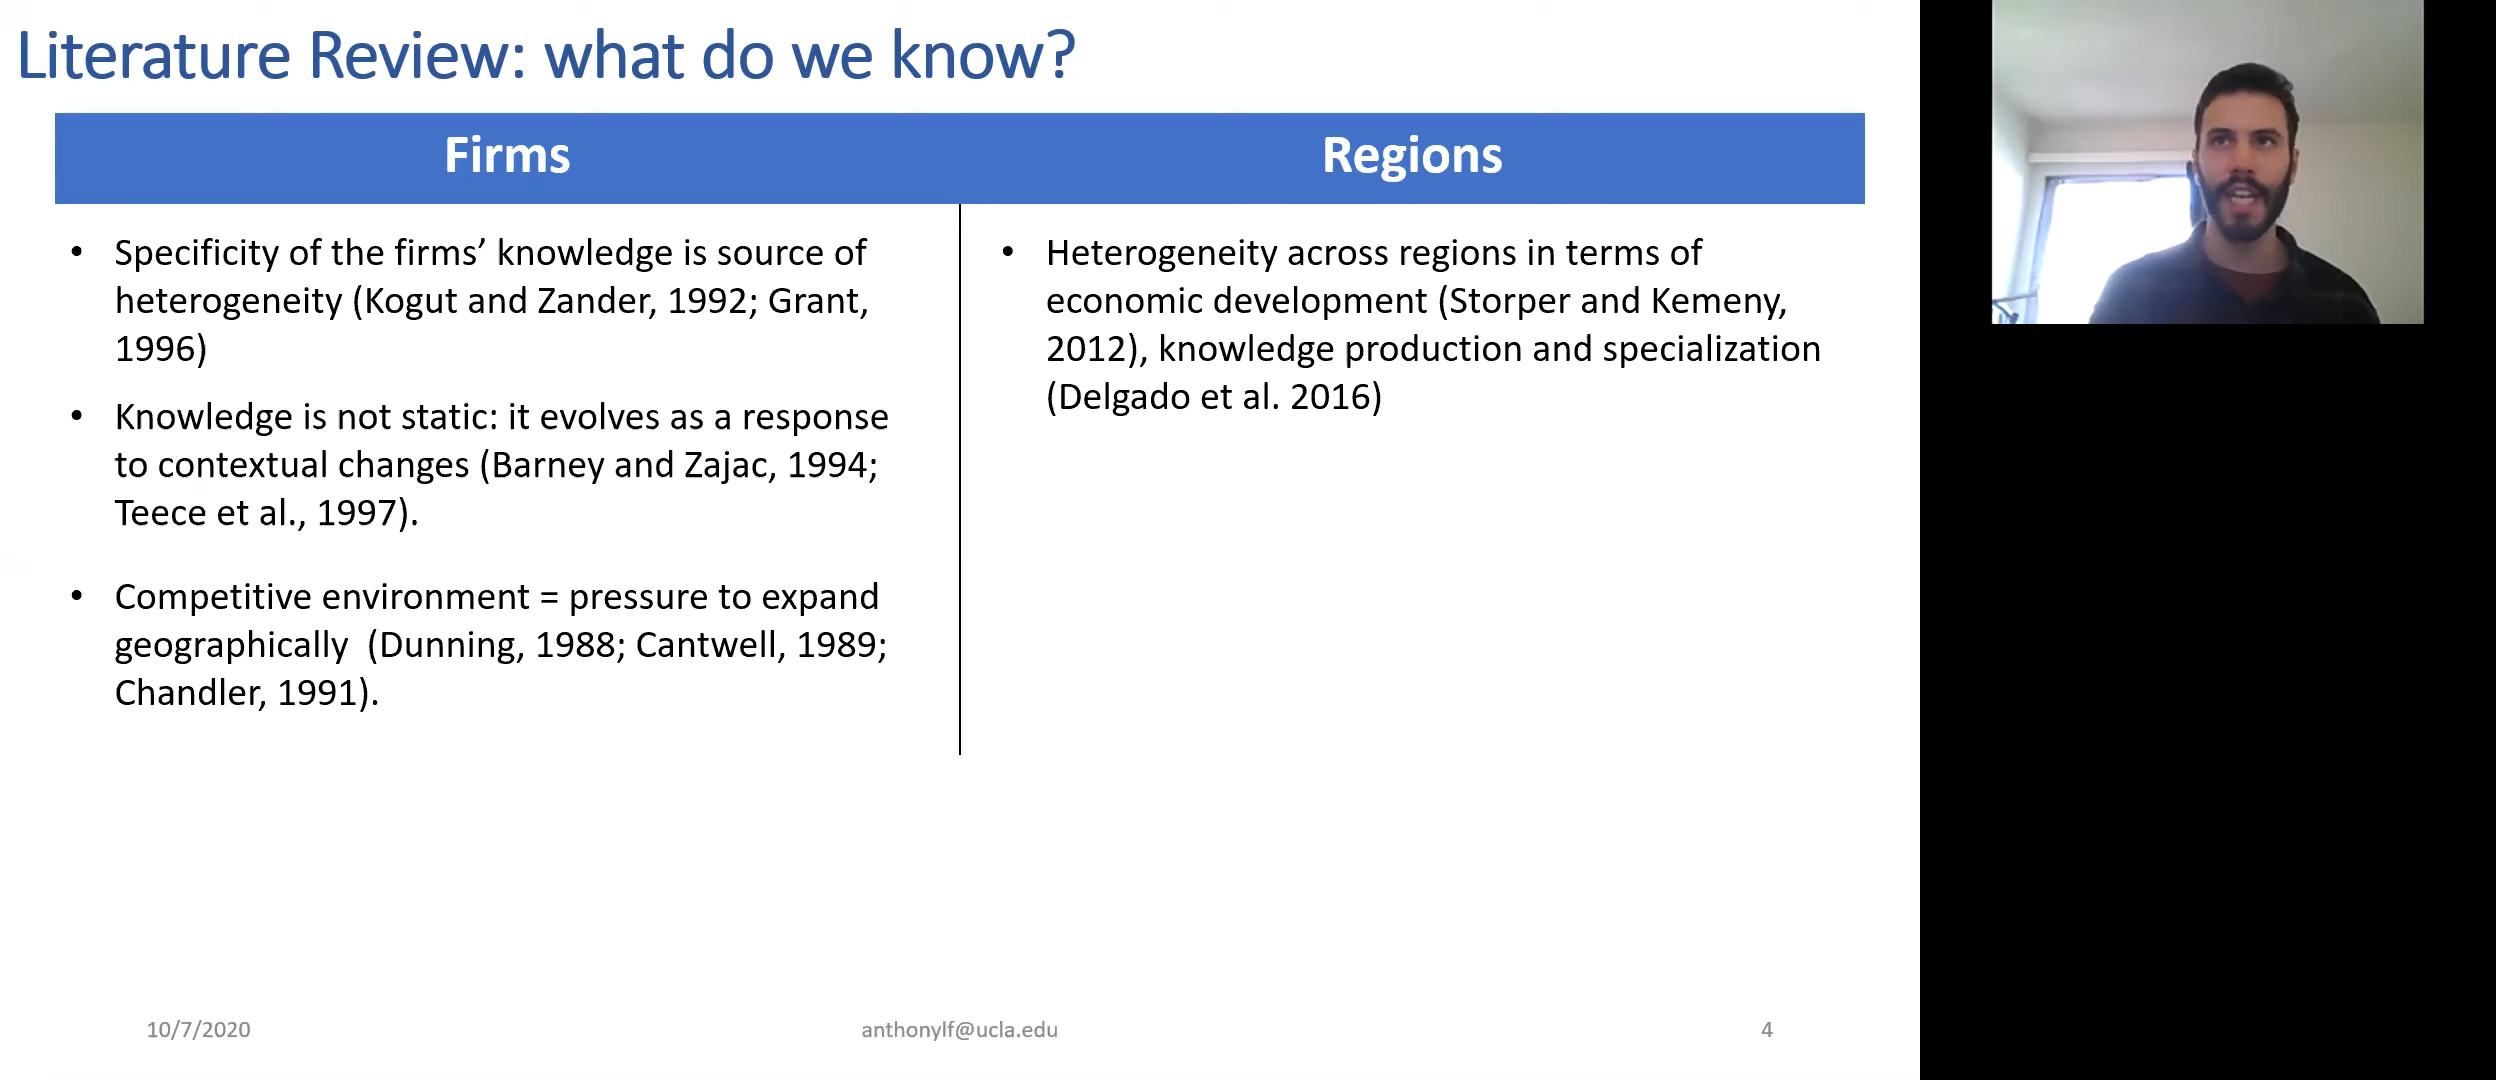 Literature Review: what do we know?
Firms
• Specificity of the firms’ knowledge is source of
heterogeneity (Kogut and Zander, 1992; Grant,
1996)
• Knowledge is not static: it evolves as a response
to contextual changes (Barney and Zajac, 1994;
Teece et al., 1997).
• Competitive environment = pressure to expand
geographically  (Dunning, 1988; Cantwell, 1989;
Chandler, 1991).
Regions
• Heterogeneity across regions in terms of
economic development (Storper and Kemeny,
2012), knowledge production and specialization
(Delgado et al. 2016)
10/7/2020
anthonylf@ucla.edu
4